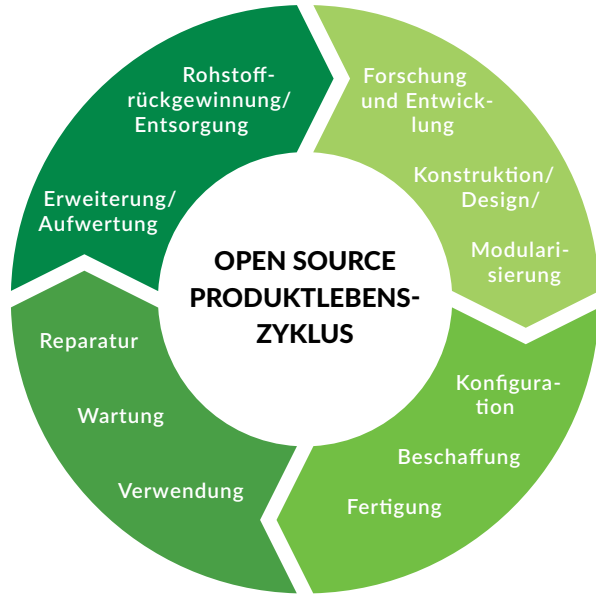 Rohstoff-
rückgewinnung/
Entsorgung
Forschung
und Entwick-
lung
Konstruktion/
Design/
Modulari-
sierung
Erweiterung/
Aufwertung
OPEN SOURCE
PRODUKTLEBENS-
ZYKLUS
Reparatur
Wartung
Verwendung
Konfigura-
tion
Beschaffung
Fertigung